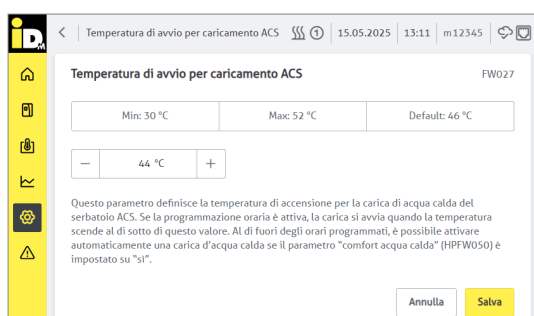 iDM
Temperatura di avvio per caricamento ACS 1 15.05.2025 13:11 m12345
Temperatura di avvio per caricamento ACS FW027
Min: 30 °C Max: 52 °C Default: 46 °C
− 44 °C +
Questo parametro definisce la temperatura di accensione per la carica di acqua calda del
serbatoio ACS. Se la programmazione oraria è attiva, la carica si avvia quando la temperatura
scende al di sotto di questo valore. Al di fuori degli orari programmati, è possibile attivare
automaticamente una carica d'acqua calda se il parametro "comfort acqua calda" (HPFW050) è
impostato su "sì".
Annulla Salva